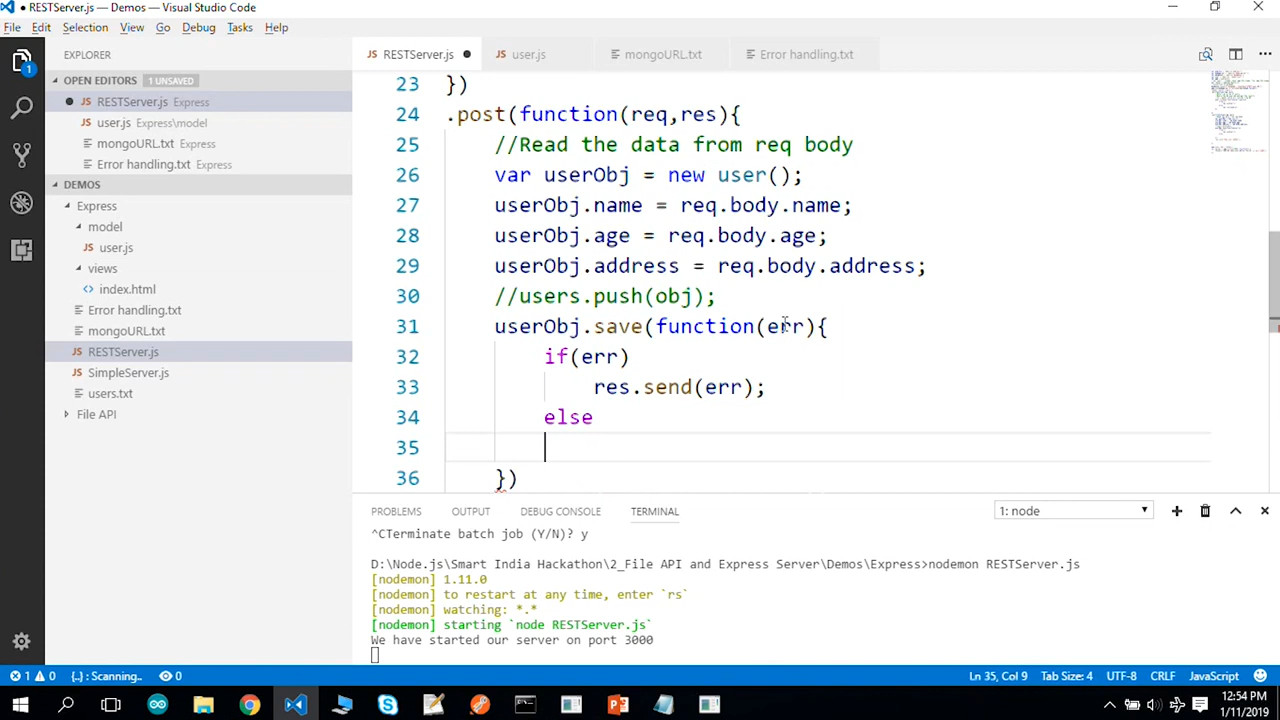 RESTServer.js — Demos — Visual Studio Code
File Edit Selection View Go Debug Tasks Help
EXPLORER
OPEN EDITORS 1 UNSAVED
RESTServer.js Express
user.js Express\model
mongoURL.txt Express
Error handling.txt Express
DEMOS
Express
model
user.js
views
index.html
Error handling.txt
mongoURL.txt
RESTServer.js
SimpleServer.js
users.txt
File API
RESTServer.js user.js mongoURL.txt Error handling.txt
23 })
24 .post(function(req,res){
25 //Read the data from req body
26 var userObj = new user();
27 userObj.name = req.body.name;
28 userObj.age = req.body.age;
29 userObj.address = req.body.address;
30 //users.push(obj);
31 userObj.save(function(err){
32 if(err)
33 res.send(err);
34 else
35
36 })
PROBLEMS OUTPUT DEBUG CONSOLE TERMINAL 1: node
^CTerminate batch job (Y/N)? y
D:\Node.js\Smart India Hackathon\2_File API and Express Server\Demos\Express>nodemon RESTServer.js
[nodemon] 1.11.0
[nodemon] to restart at any time, enter `rs`
[nodemon] watching: *.*
[nodemon] starting `node RESTServer.js`
We have started our server on port 3000
1 0 {..} : Scanning.. 0 Ln 35, Col 9 Tab Size: 4 UTF-8 CRLF JavaScript
12:54 PM
1/11/2019